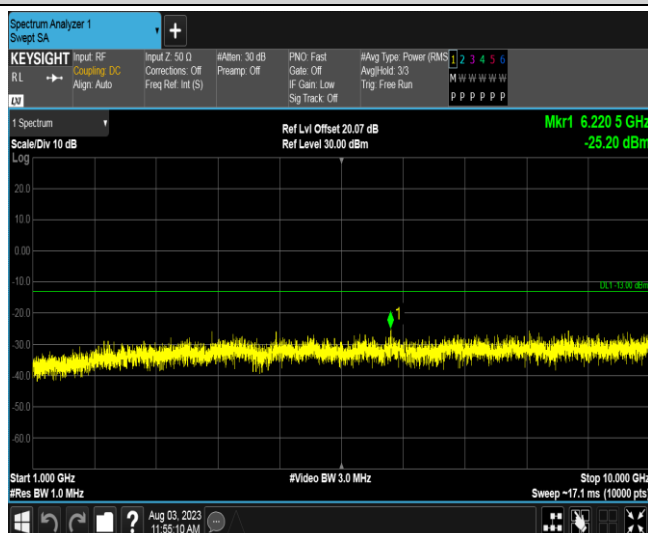 Spectrum Analyzer 1
Swept SA
+
KEYSIGHT
RL
LXI
Input: RF
Coupling: DC
Align: Auto
Input Z: 50 Ω
Corrections: Off
Freq Ref: Int (S)
#Atten: 30 dB
Preamp: Off
PNO: Fast
Gate: Off
IF Gain: Low
Sig Track: Off
#Avg Type: Power (RMS
Avg|Hold: 3/3
Trig: Free Run
1 2 3 4 5 6
M W W W W W
P P P P P P
1 Spectrum
Scale/Div 10 dB
Log
Ref Lvl Offset 20.07 dB
Ref Level 30.00 dBm
Mkr1 6.220 5 GHz
-25.20 dBm
20.0
10.0
0.00
-10.0
DL1 -13.00 dBm
-20.0
1
-30.0
-40.0
-50.0
-60.0
Start 1.000 GHz
#Res BW 1.0 MHz
#Video BW 3.0 MHz
Stop 10.000 GHz
Sweep ~17.1 ms (10000 pts)
?
Aug 03, 2023
11:55:10 AM